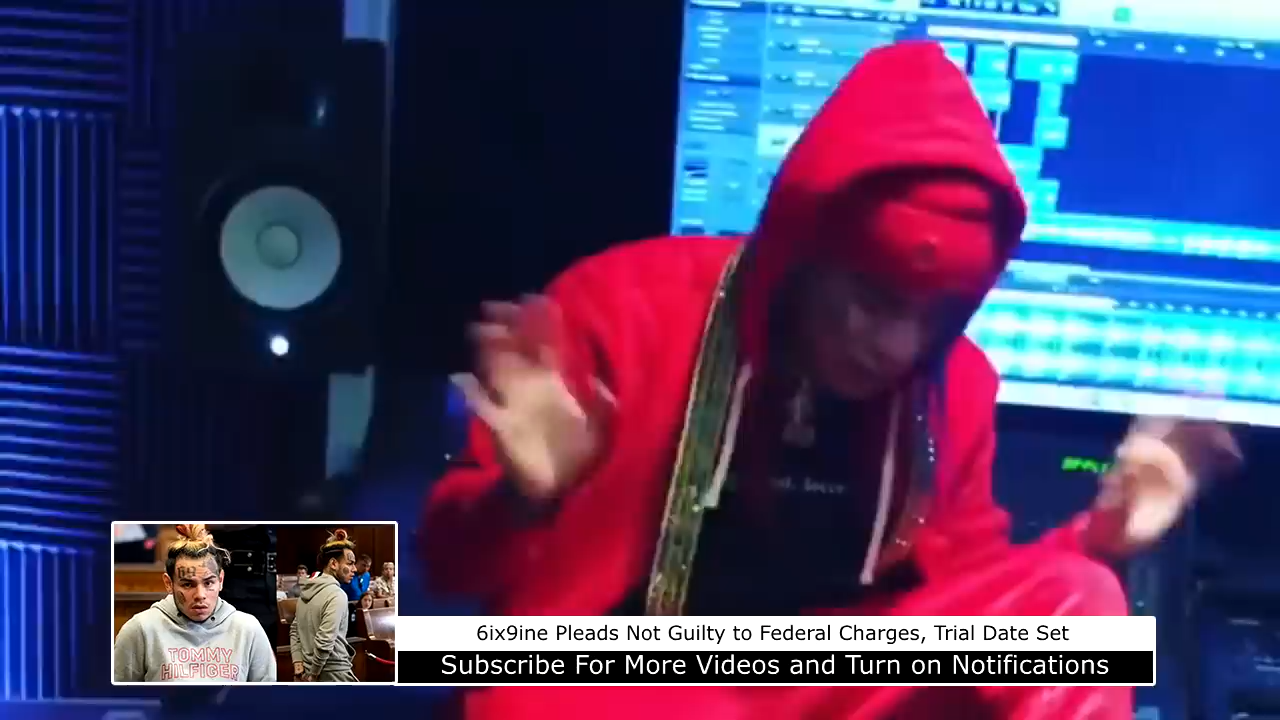 TOMMY
HILFIGER
6ix9ine Pleads Not Guilty to Federal Charges, Trial Date Set
Subscribe For More Videos and Turn on Notifications